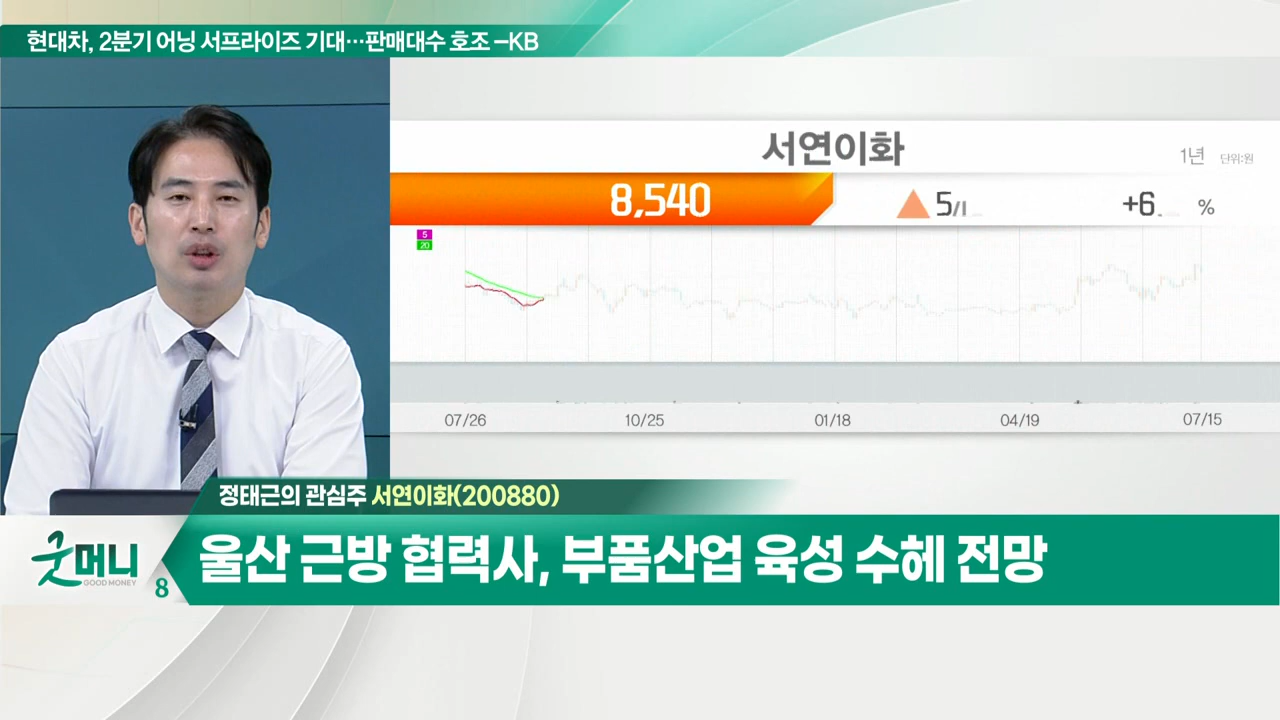 현대차, 2분기 어닝 서프라이즈 기대…판매대수 호조 –KB
서연이화
1년 단위:원
8,540
+6 %
5
20
07/26 10/25 01/18 04/19 07/15
정태근의 관심주 서연이화(200880)
굿머니
GOOD MONEY
8
울산 근방 협력사, 부품산업 육성 수혜 전망